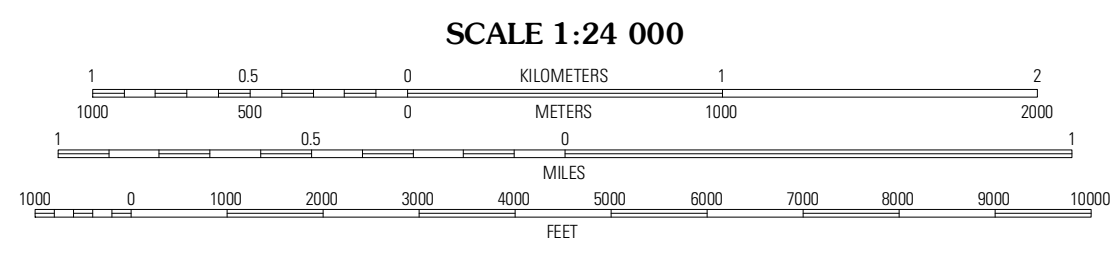 SCALE 1:24 000
1 0.5 0 KILOMETERS 1 2
1000 500 0 METERS 1000 2000
1 0.5 0 1
MILES
1000 0 1000 2000 3000 4000 5000 6000 7000 8000 9000 10000
FEET